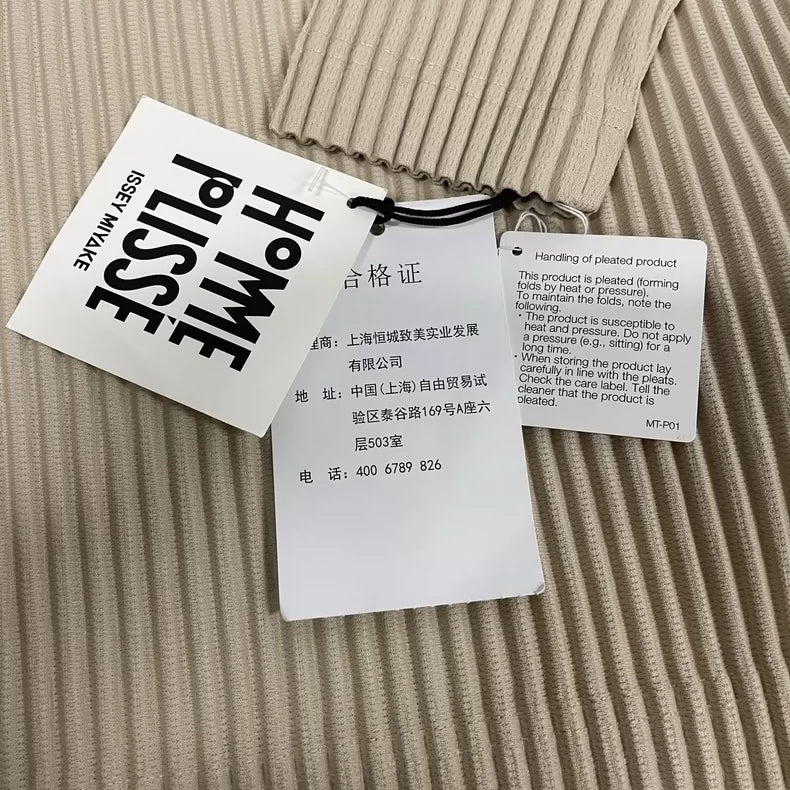 HOMME
PLISSÉ
ISSEY MIYAKE
合格证
理商：上海恒城致美实业发展
有限公司
地 址：中国(上海)自由贸易试
验区泰谷路169号A座六
层503室
电 话：400 6789 826
Handling of pleated product
This product is pleated (forming
folds by heat or pressure).
To maintain the folds, note the
following.
・The product is susceptible to
heat and pressure. Do not apply
a pressure (e.g., sitting) for a
long time.
・When storing the product lay
carefully in line with the pleats.
Check the care label. Tell the
cleaner that the product is
pleated.
MT-P01